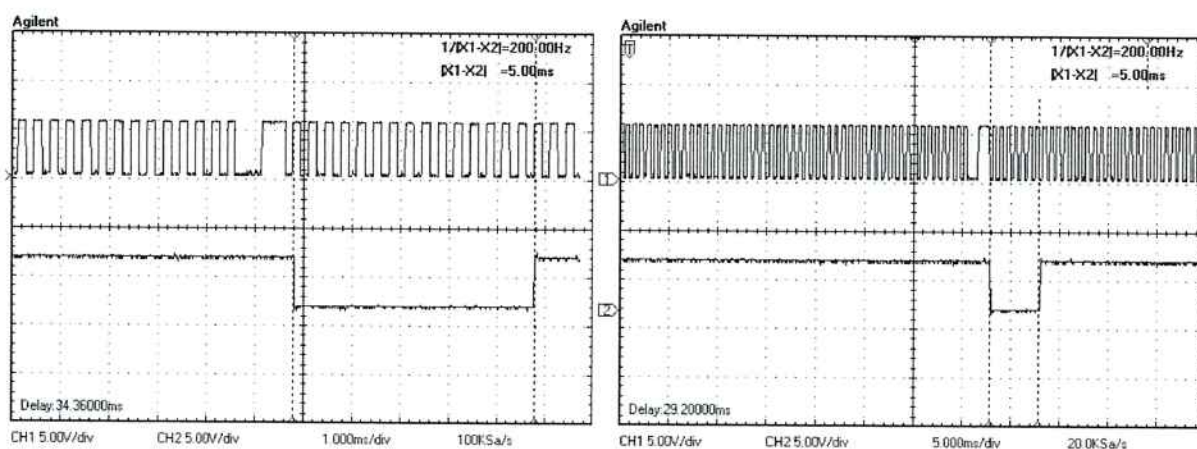 Agilent
1/|X1-X2|=200.00Hz
|X1-X2| =5.00ms
Delay:34.36000ms
CH1 5.00V/div CH2 5.00V/div 1.000ms/div 100KSa/s
Agilent
T
1/|X1-X2|=200.00Hz
|X1-X2| =5.00ms
1
2
Delay:29.20000ms
CH1 5.00V/div CH2 5.00V/div 5.000ms/div 20.0KSa/s